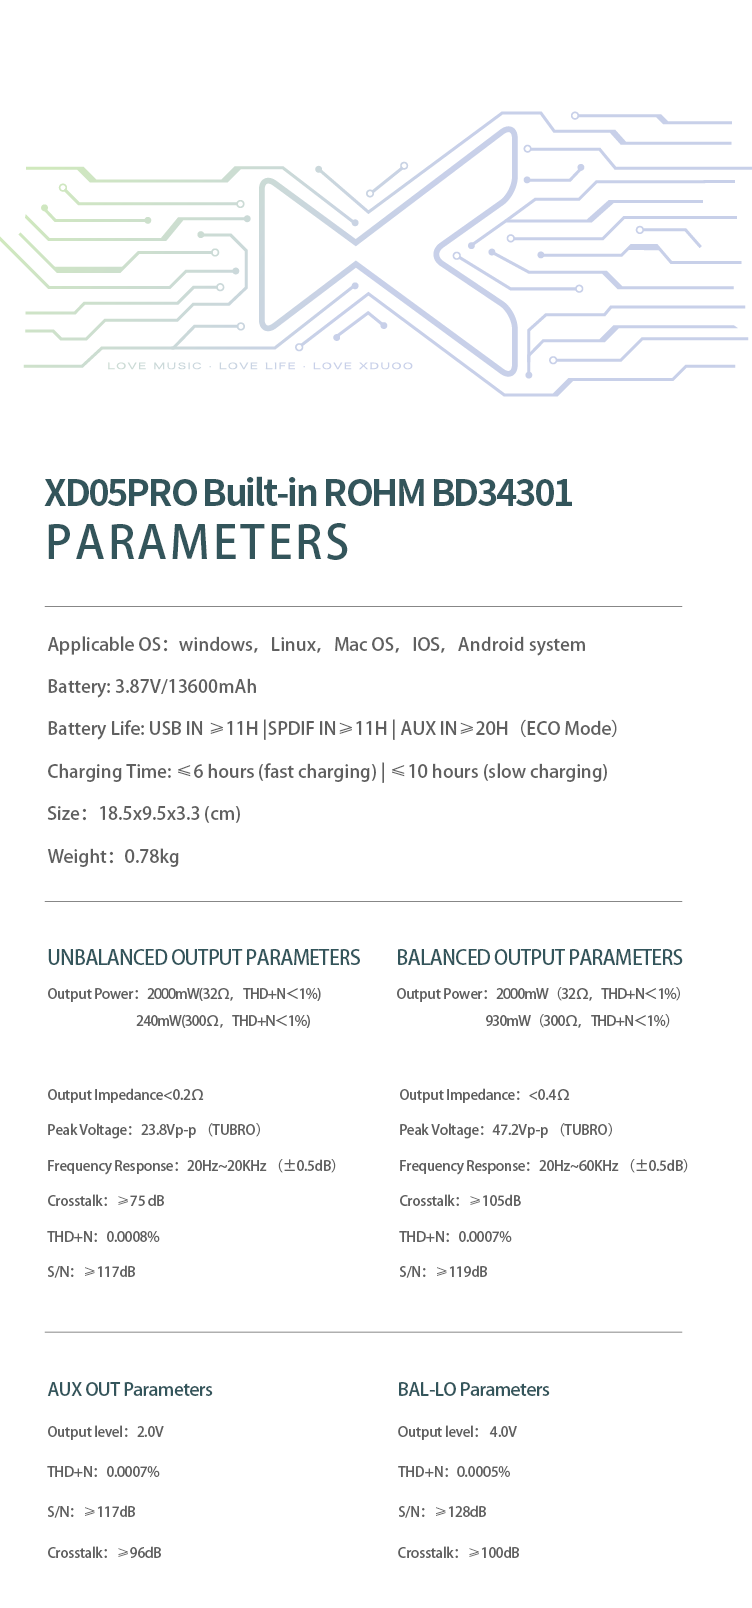 LOVE MUSIC · LOVE LIFE · LOVE XDUOO
XD05PRO Built-in ROHM BD34301
PARAMETERS
Applicable OS：windows，Linux，Mac OS，IOS，Android system
Battery: 3.87V/13600mAh
Battery Life: USB IN ≥11H |SPDIF IN≥11H | AUX IN≥20H（ECO Mode）
Charging Time: ≤6 hours (fast charging) | ≤10 hours (slow charging)
Size：18.5x9.5x3.3 (cm)
Weight：0.78kg
UNBALANCED OUTPUT PARAMETERS
Output Power：2000mW(32Ω，THD+N＜1%)
240mW(300Ω，THD+N＜1%)
Output Impedance<0.2Ω
Peak Voltage：23.8Vp-p （TUBRO）
Frequency Response：20Hz~20KHz （±0.5dB）
Crosstalk：≥75 dB
THD+N：0.0008%
S/N：≥117dB
BALANCED OUTPUT PARAMETERS
Output Power：2000mW（32Ω，THD+N＜1%）
930mW（300Ω，THD+N＜1%）
Output Impedance：<0.4Ω
Peak Voltage：47.2Vp-p （TUBRO）
Frequency Response：20Hz~60KHz （±0.5dB）
Crosstalk：≥105dB
THD+N：0.0007%
S/N：≥119dB
AUX OUT Parameters
Output level：2.0V
THD+N：0.0007%
S/N：≥117dB
Crosstalk：≥96dB
BAL-LO Parameters
Output level：4.0V
THD+N：0.0005%
S/N：≥128dB
Crosstalk：≥100dB